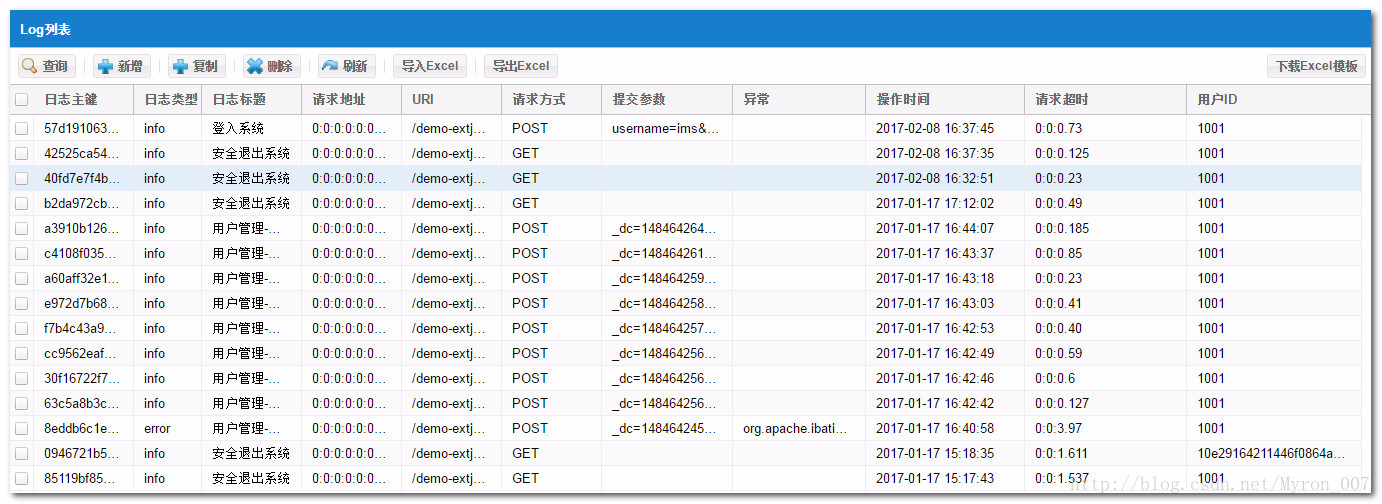 Log列表
查询 新增 复制 删除 刷新 导入Excel 导出Excel 下载Excel模板
日志主键 日志类型 日志标题 请求地址 URI 请求方式 提交参数 异常 操作时间 请求超时 用户ID
57d191063... info 登入系统 0:0:0:0:0:0... /demo-extj... POST username=ims&... 2017-02-08 16:37:45 0:0:0.73 1001
42525ca54... info 安全退出系统 0:0:0:0:0:0... /demo-extj... GET 2017-02-08 16:37:35 0:0:0.125 1001
40fd7e7f4b... info 安全退出系统 0:0:0:0:0:0... /demo-extj... GET 2017-02-08 16:32:51 0:0:0.23 1001
b2da972cb... info 安全退出系统 0:0:0:0:0:0... /demo-extj... GET 2017-01-17 17:12:02 0:0:0.49 1001
a3910b126... info 用户管理-... 0:0:0:0:0:0... /demo-extj... POST _dc=148464264... 2017-01-17 16:44:07 0:0:0.185 1001
c4108f035... info 用户管理-... 0:0:0:0:0:0... /demo-extj... POST _dc=148464261... 2017-01-17 16:43:37 0:0:0.85 1001
a60aff32e1... info 用户管理-... 0:0:0:0:0:0... /demo-extj... POST _dc=148464259... 2017-01-17 16:43:18 0:0:0.23 1001
e972d7b68... info 用户管理-... 0:0:0:0:0:0... /demo-extj... POST _dc=148464258... 2017-01-17 16:43:03 0:0:0.41 1001
f7b4c43a9... info 用户管理-... 0:0:0:0:0:0... /demo-extj... POST _dc=148464257... 2017-01-17 16:42:53 0:0:0.40 1001
cc9562eaf... info 用户管理-... 0:0:0:0:0:0... /demo-extj... POST _dc=148464256... 2017-01-17 16:42:49 0:0:0.59 1001
30f16722f7... info 用户管理-... 0:0:0:0:0:0... /demo-extj... POST _dc=148464256... 2017-01-17 16:42:46 0:0:0.6 1001
63c5a8b3c... info 用户管理-... 0:0:0:0:0:0... /demo-extj... POST _dc=148464256... 2017-01-17 16:42:42 0:0:0.127 1001
8eddb6c1e... error 用户管理-... 0:0:0:0:0:0... /demo-extj... POST _dc=148464245... org.apache.ibati... 2017-01-17 16:40:58 0:0:3.97 1001
0946721b5... info 安全退出系统 0:0:0:0:0:0... /demo-extj... GET 2017-01-17 15:18:35 0:0:1.611 10e29164211446f0864a...
85119bf85... info 安全退出系统 0:0:0:0:0:0... /demo-extj... GET 2017-01-17 15:17:43 0:0:1.537 1001
http://blog.csdn.net/Myron_007